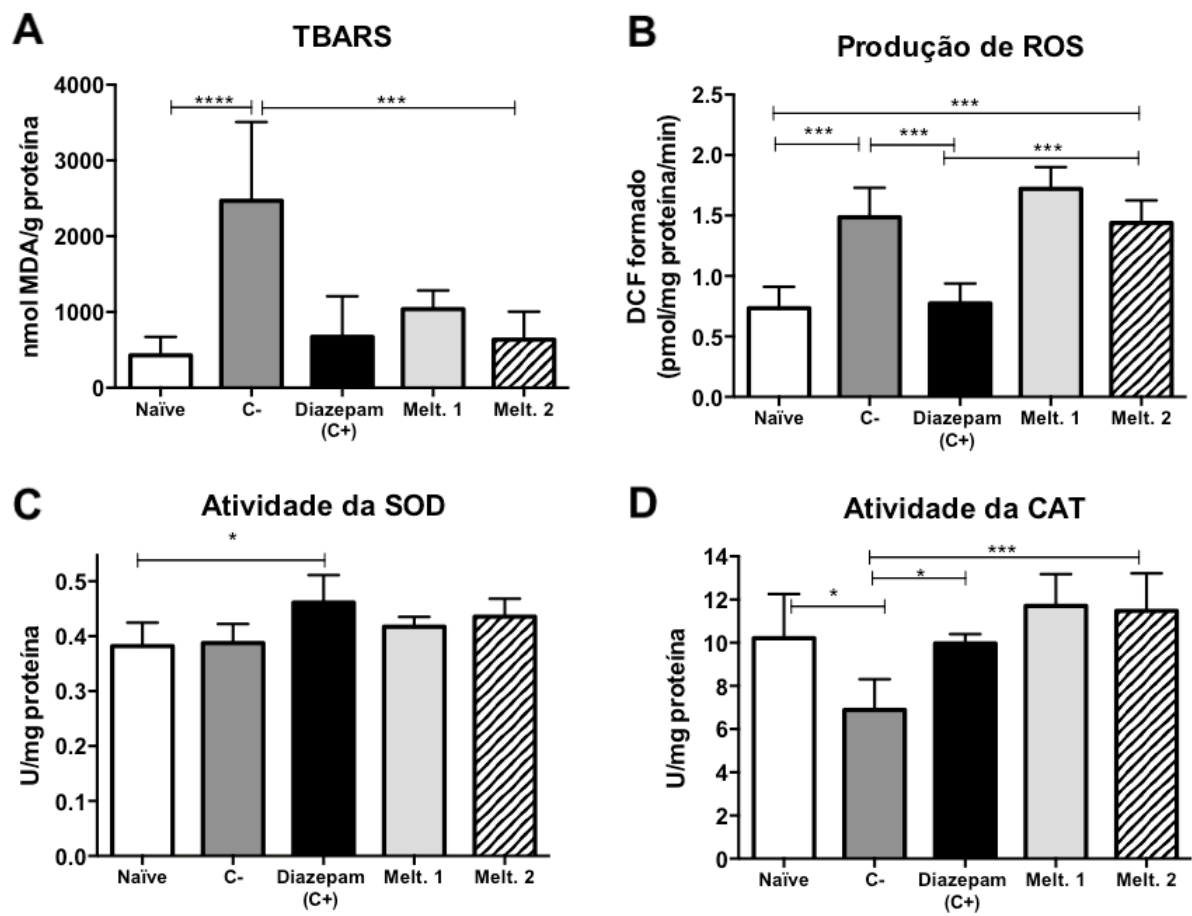 A
TBARS
nmol MDA/g proteína
4000
3000
2000
1000
0
****
***
Naïve
C-
Diazepam
(C+)
Melt. 1
Melt. 2
B
Produção de ROS
DCF formado
(pmol/mg proteína/min)
2.5
2.0
1.5
1.0
0.5
0.0
***
***
***
***
Naïve
C-
Diazepam
(C+)
Melt. 1
Melt. 2
C
Atividade da SOD
U/mg proteína
0.5
0.4
0.3
0.2
0.1
0.0
*
Naïve
C-
Diazepam
(C+)
Melt. 1
Melt. 2
D
Atividade da CAT
U/mg proteína
14
12
10
8
6
4
2
0
***
*
*
Naïve
C-
Diazepam
(C+)
Melt. 1
Melt. 2